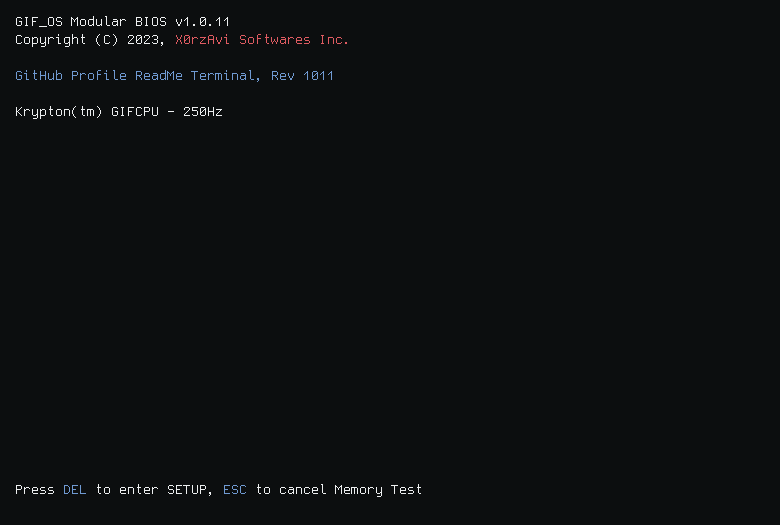 GIF_OS Modular BIOS v1.0.11
Copyright (C) 2023, X0rzAvi Softwares Inc.
GitHub Profile ReadMe Terminal, Rev 1011
Krypton(tm) GIFCPU - 250Hz
Press DEL to enter SETUP, ESC to cancel Memory Test